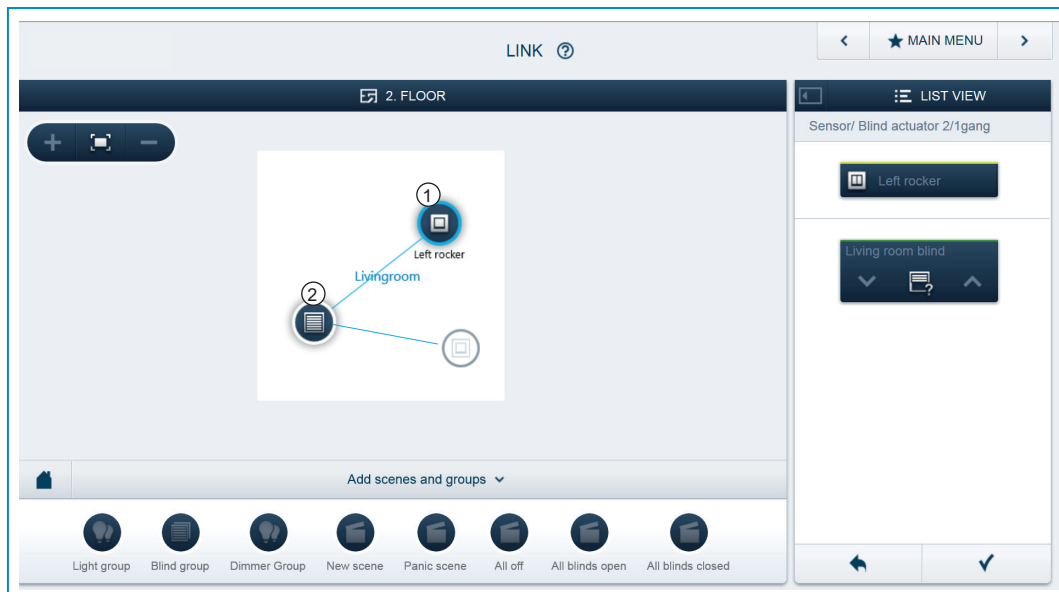 LINK ?
MAIN MENU
2. FLOOR
LIST VIEW
Sensor/ Blind actuator 2/1gang
Left rocker
Living room blind
?
1
Left rocker
Livingroom
2
Add scenes and groups
Light group
Blind group
Dimmer Group
New scene
Panic scene
All off
All blinds open
All blinds closed